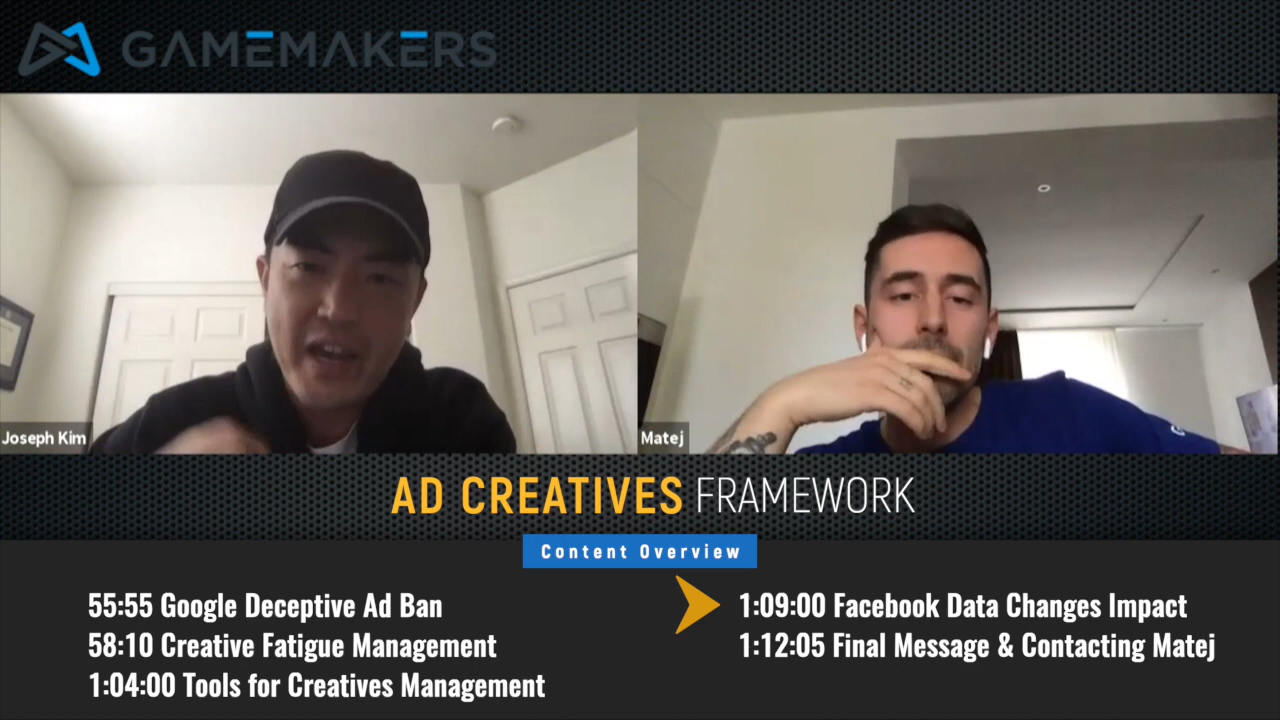 GAMEMAKERS
Joseph Kim
Matej
AD CREATIVES FRAMEWORK
Content Overview
55:55 Google Deceptive Ad Ban
58:10 Creative Fatigue Management
1:04:00 Tools for Creatives Management
1:09:00 Facebook Data Changes Impact
1:12:05 Final Message & Contacting Matej